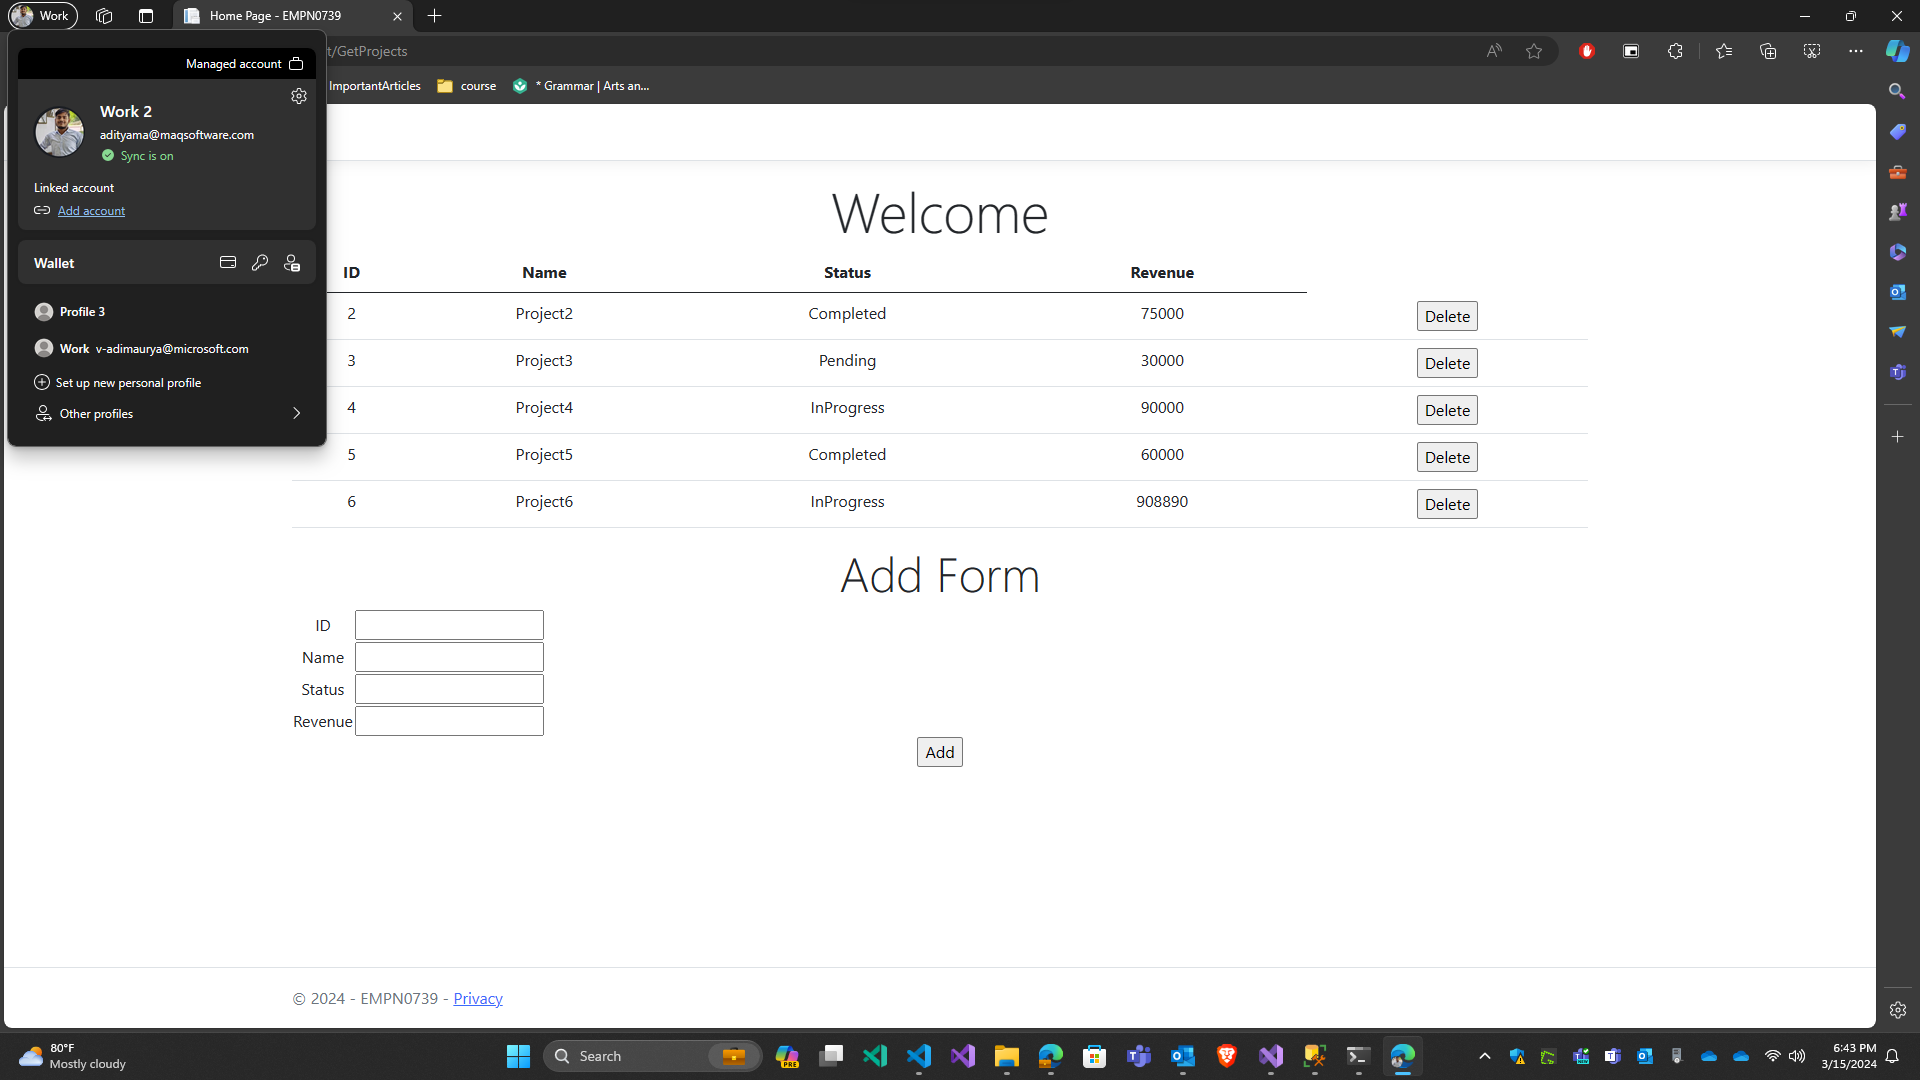 Work
Home Page - EMPN0739
t/GetProjects
Managed account
ImportantArticles
course
* Grammar | Arts an...
Work 2
adityama@maqsoftware.com
Sync is on
Linked account
Add account
Wallet
Profile 3
Work v-adimaurya@microsoft.com
Set up new personal profile
Other profiles
Welcome
ID Name Status Revenue
2 Project2 Completed 75000 Delete
3 Project3 Pending 30000 Delete
4 Project4 InProgress 90000 Delete
5 Project5 Completed 60000 Delete
6 Project6 InProgress 908890 Delete
Add Form
ID
Name
Status
Revenue
Add
© 2024 - EMPN0739 - Privacy
80°F
Mostly cloudy
Search
PRE
6:43 PM
3/15/2024